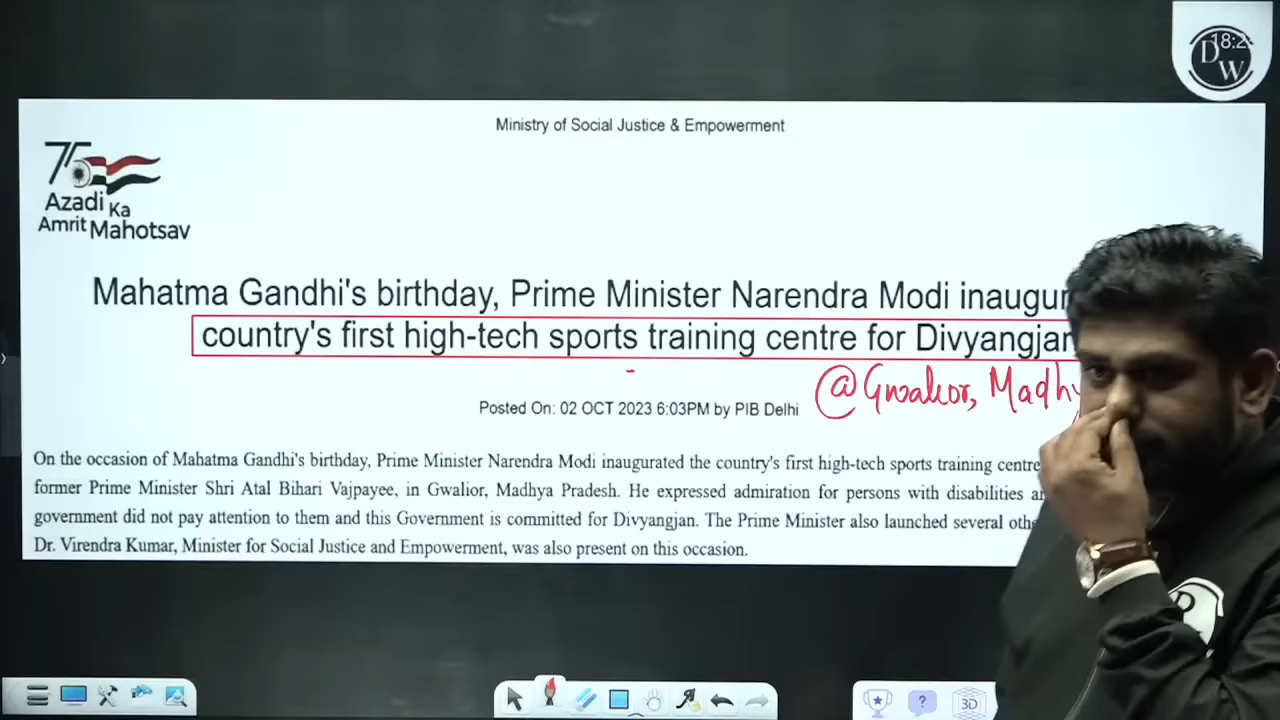 18:2
D
W
Ministry of Social Justice & Empowerment
75
Azadi Ka
Amrit Mahotsav
Mahatma Gandhi's birthday, Prime Minister Narendra Modi
country's first high-tech sports training centre for Divyangjan
@Gwalior,
Posted On: 02 OCT 2023 6:03PM by PIB Delhi
On the occasion of Mahatma Gandhi's birthday, Prime Minister Narendra Modi inaugurated the country's first high-tech sports training centre
former Prime Minister Shri Atal Bihari Vajpayee, in Gwalior, Madhya Pradesh. He expressed admiration for persons with disabilities
government did not pay attention to them and this Government is committed for Divyangjan. The Prime Minister also launched several
Dr. Virendra Kumar, Minister for Social Justice and Empowerment, was also present on this occasion.
?
3D